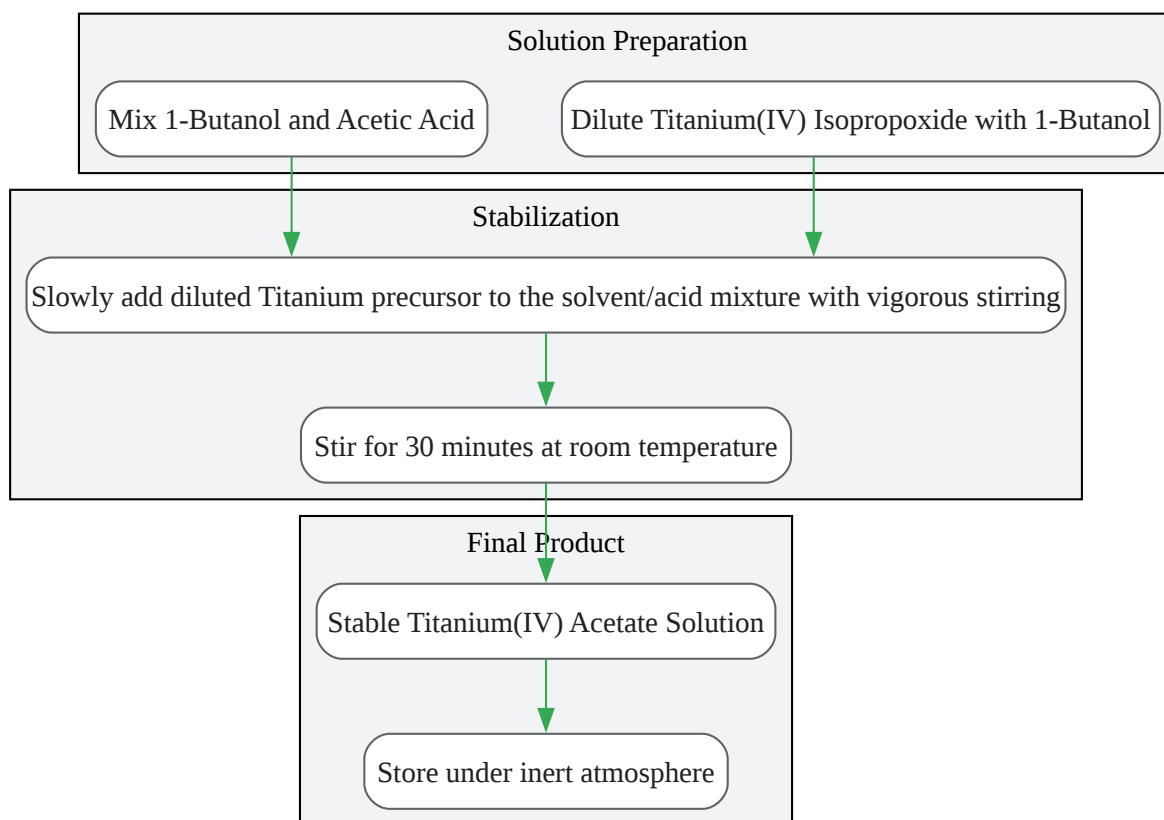 Solution Preparation
Mix 1-Butanol and Acetic Acid
Dilute Titanium(IV) Isopropoxide with 1-Butanol
Stabilization
Slowly add diluted Titanium precursor to the solvent/acid mixture with vigorous stirring
Stir for 30 minutes at room temperature
Final Product
Stable Titanium(IV) Acetate Solution
Store under inert atmosphere